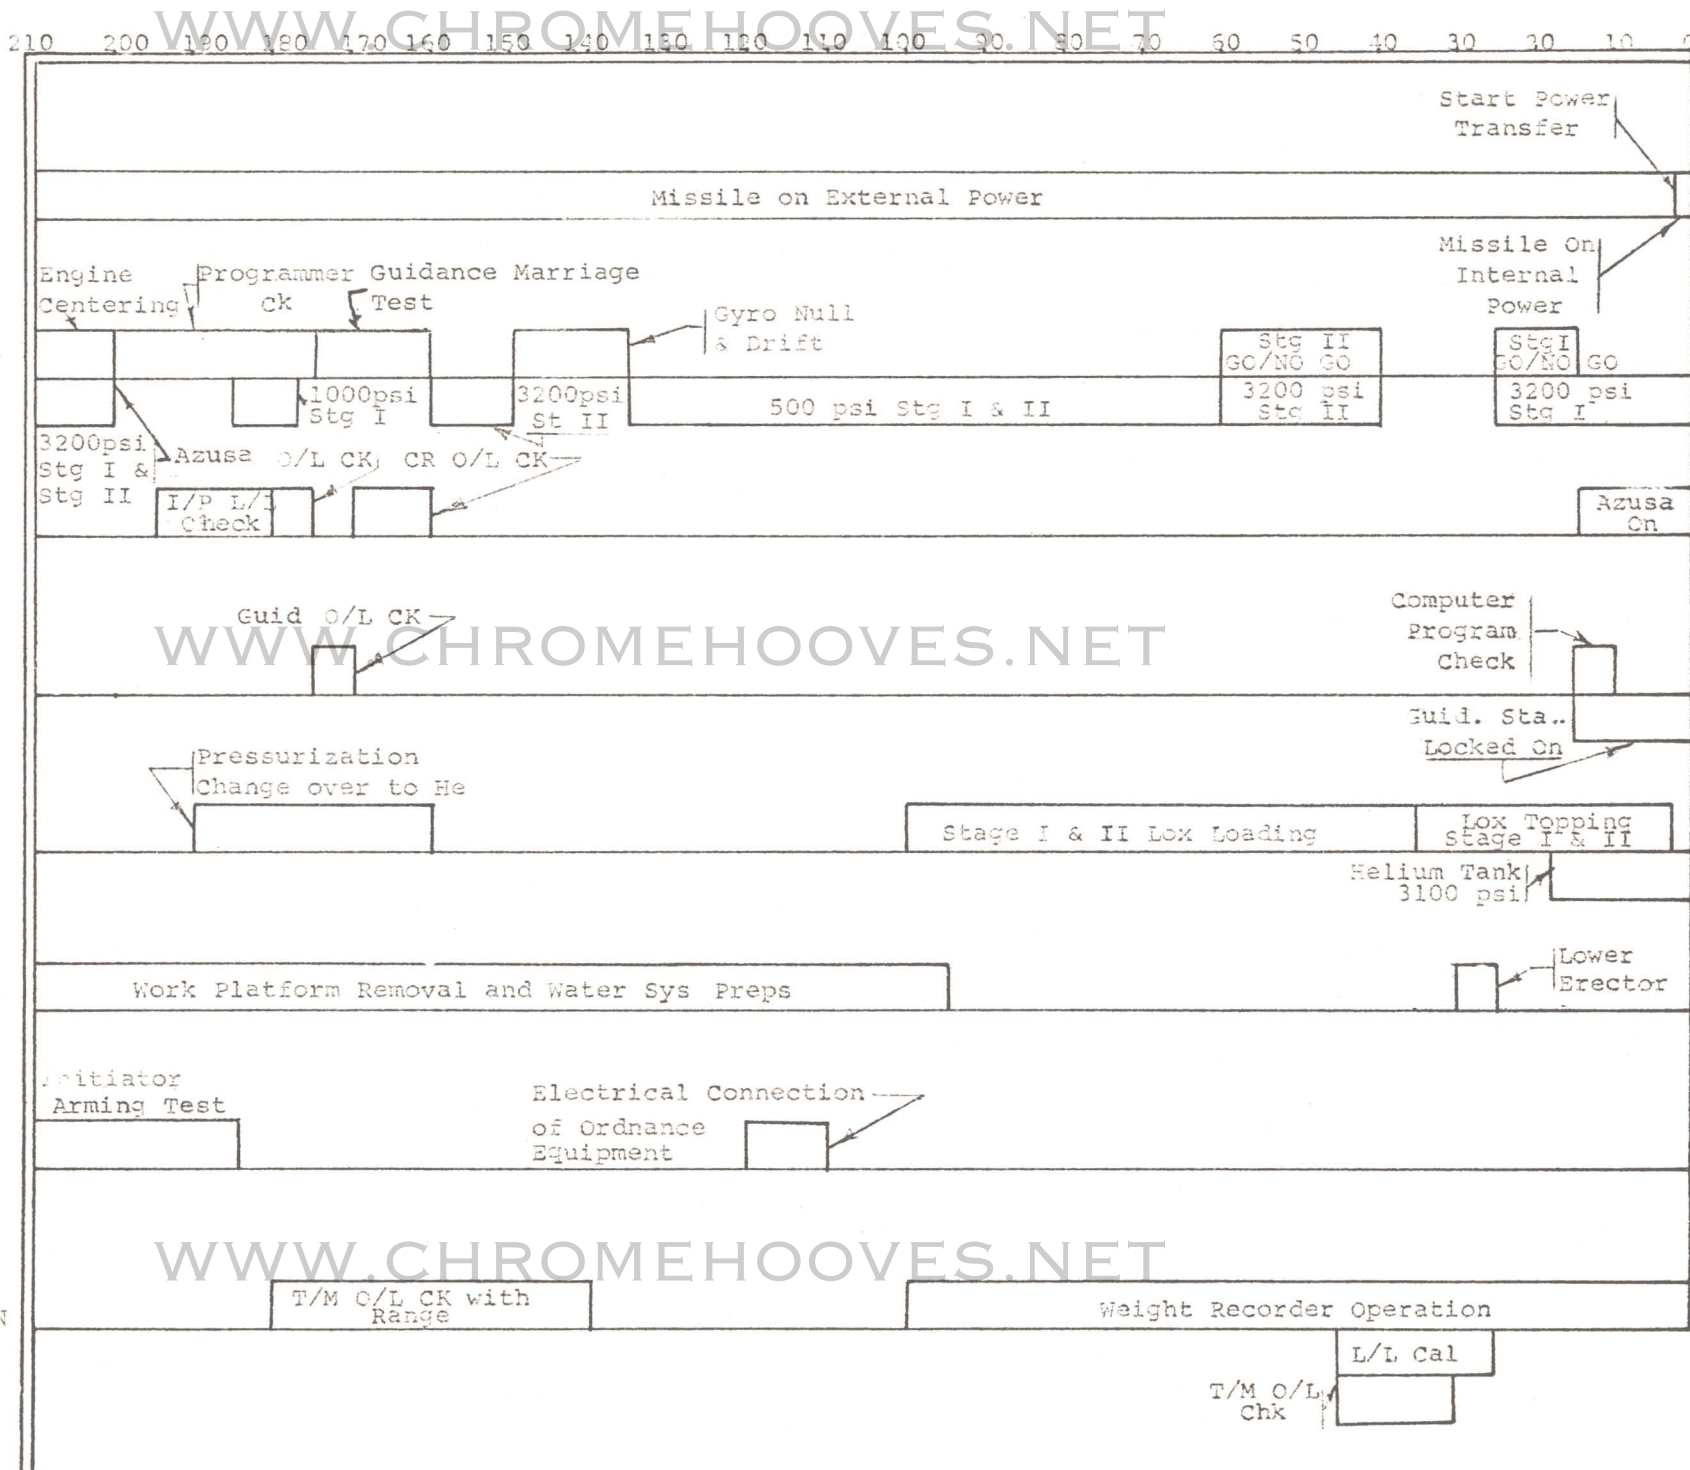 WWW.CHROMEHOOVES.NET
210 200 190 180 170 160 150 140 130 120 110 100 90 80 70 60 50 40 30 20 10 0
Start Power
Transfer
Missile on External Power
Missile On
Internal
Power
Engine
Centering
Programmer
Ck
Guidance Marriage
Test
Gyro Null
& Drift
Stg II
GO/NO GO
StgI
GO/NO GO
1000psi
Stg I
3200psi
St II
500 psi Stg I & II
3200 psi
Stg II
3200 psi
Stg I
3200psi
Stg I &
Stg II
Azusa O/L CK
CR O/L CK
I/P L/L
Check
Azusa
On
Guid O/L CK
WWW.CHROMEHOOVES.NET
Computer
Program
Check
Guid. Sta..
Locked On
Pressurization
Change over to He
Stage I & II Lox Loading
Lox Topping
Stage I & II
Helium Tank
3100 psi
Work Platform Removal and Water Sys Preps
Lower
Erector
Initiator
Arming Test
Electrical Connection
of Ordnance
Equipment
WWW.CHROMEHOOVES.NET
T/M O/L CK with
Range
N
Weight Recorder Operation
L/L Cal
T/M O/L
Chk